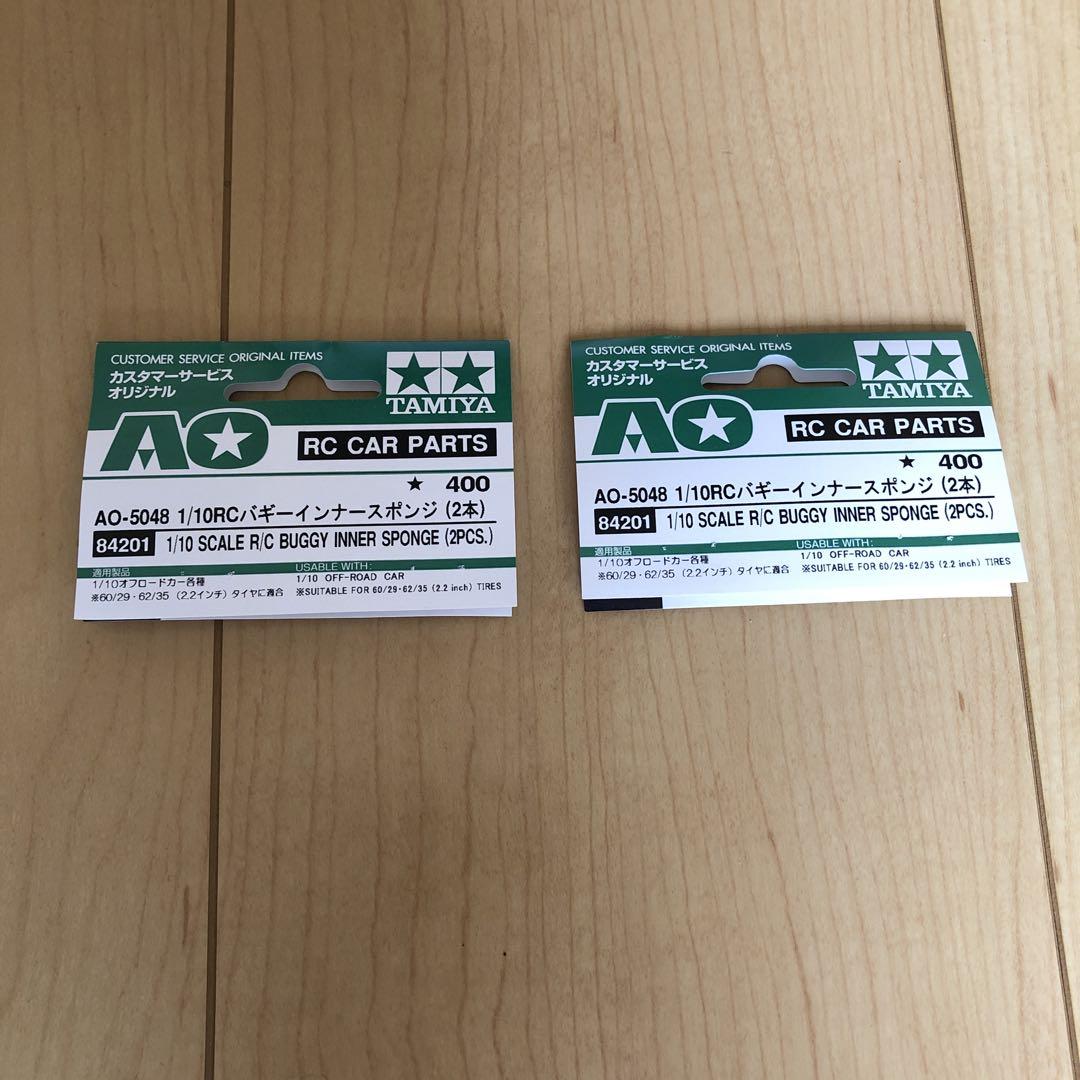 CUSTOMER SERVICE ORIGINAL ITEMS
カスタマーサービス
オリジナル
TAMIYA
AO
RC CAR PARTS
★ 400
AO-5048 1/10RCバギーインナースポンジ (2本)
84201 1/10 SCALE R/C BUGGY INNER SPONGE (2PCS.)
適用製品
1/10オフロードカー各種
※60/29・62/35 (2.2インチ) タイヤに適合
USABLE WITH:
1/10 OFF-ROAD CAR
※SUITABLE FOR 60/29・62/35 (2.2 inch) TIRES
CUSTOMER SERVICE ORIGINAL ITEMS
カスタマーサービス
オリジナル
TAMIYA
AO
RC CAR PARTS
★ 400
AO-5048 1/10RCバギーインナースポンジ (2本)
84201 1/10 SCALE R/C BUGGY INNER SPONGE (2PCS.)
適用製品
1/10オフロードカー各種
※60/29・62/35 (2.2インチ) タイヤに適合
USABLE WITH:
1/10 OFF-ROAD CAR
※SUITABLE FOR 60/29・62/35 (2.2 inch) TIRES